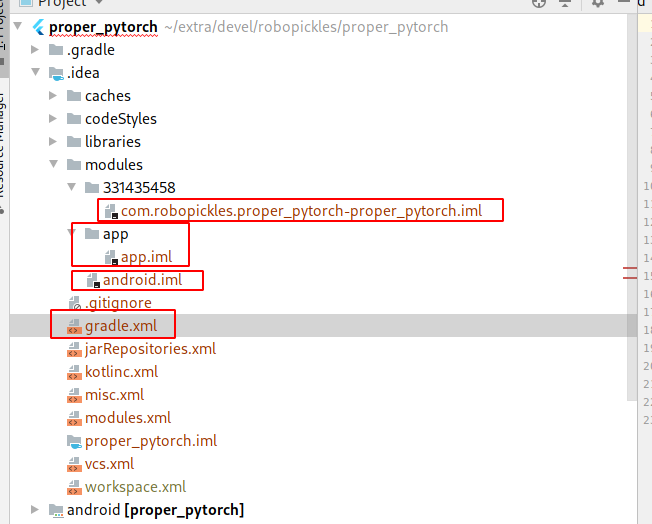 Project
proper_pytorch ~/extra/devel/robopickles/proper_pytorch
.gradle
.idea
caches
codeStyles
libraries
modules
331435458
com.robopickles.proper_pytorch-proper_pytorch.iml
app
app.iml
android.iml
.gitignore
gradle.xml
jarRepositories.xml
kotlinc.xml
misc.xml
modules.xml
proper_pytorch.iml
vcs.xml
workspace.xml
android [proper_pytorch]
Resource Manager